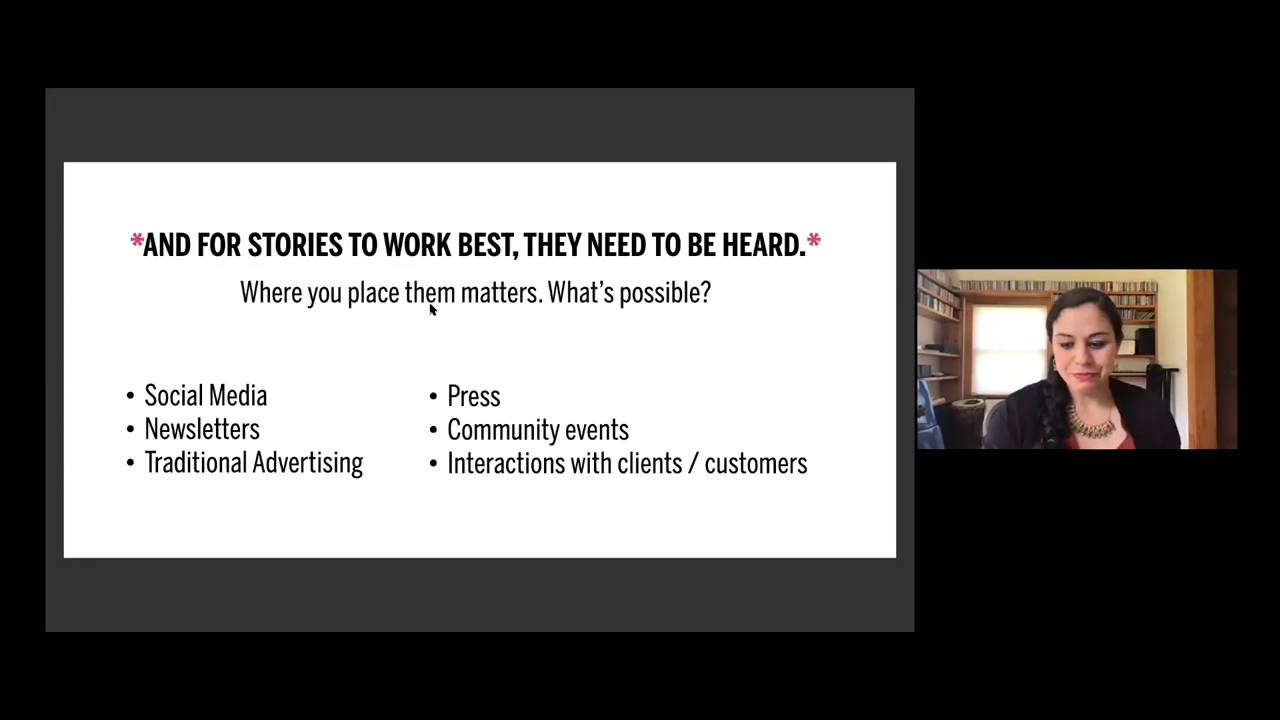 *AND FOR STORIES TO WORK BEST, THEY NEED TO BE HEARD.*
Where you place them matters. What’s possible?
• Social Media
• Newsletters
• Traditional Advertising
• Press
• Community events
• Interactions with clients / customers